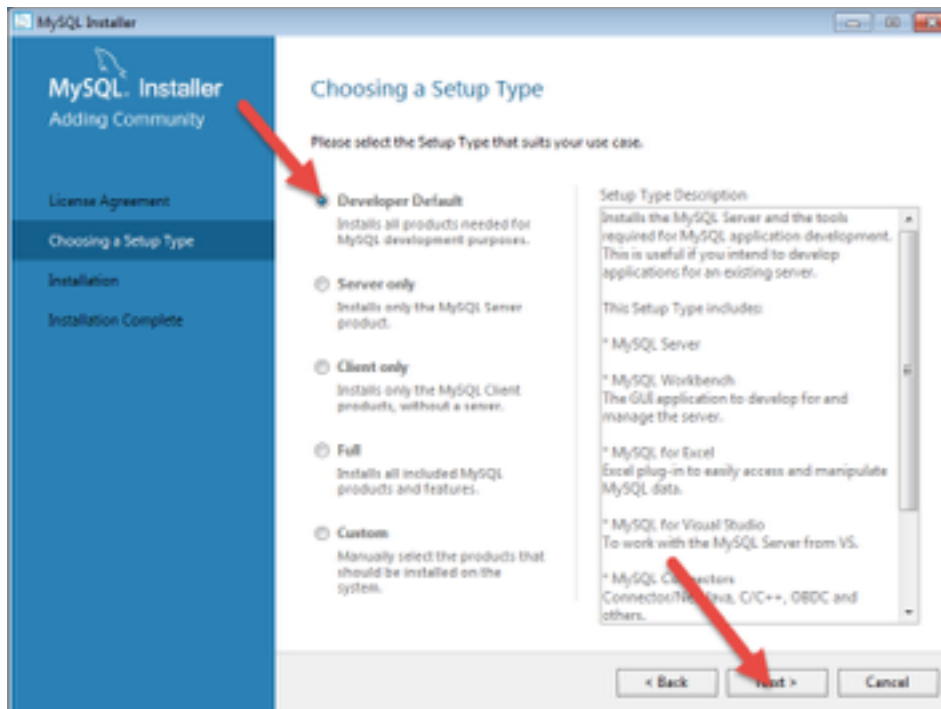 MySQL Installer
MySQL. Installer
Adding Community
License Agreement
Choosing a Setup Type
Installation
Installation Complete
Choosing a Setup Type
Please select the Setup Type that suits your use case.
Developer Default
Installs all products needed for
MySQL development purposes.
Server only
Installs only the MySQL Server
product.
Client only
Installs only the MySQL Client
products, without a server.
Full
Installs all included MySQL
products and features.
Custom
Manually select the products that
should be installed on the
system.
Setup Type Description
Installs the MySQL Server and the tools
required for MySQL application development.
This is useful if you intend to develop
applications for an existing server.
This Setup Type includes:
* MySQL Server
* MySQL Workbench
The GUI application to develop for and
manage the server.
* MySQL for Excel
Excel plug-in to easily access and manipulate
MySQL data.
* MySQL for Visual Studio
To work with the MySQL Server from VS.
* MySQL Connectors
Connector/Net, Java, C/C++, OBDC and
others.
< Back
Next >
Cancel